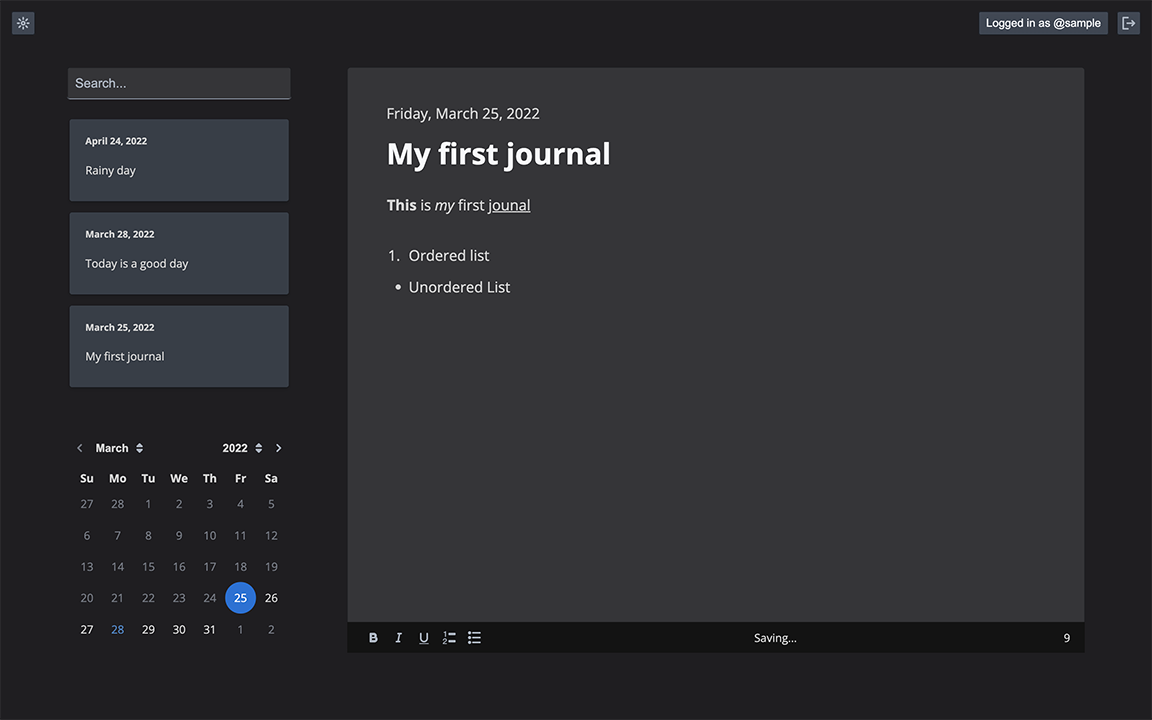 Logged in as @sample
Search...
April 24, 2022
Rainy day
March 28, 2022
Today is a good day
March 25, 2022
My first journal
March 2022
Su Mo Tu We Th Fr Sa
27 28 1 2 3 4 5
6 7 8 9 10 11 12
13 14 15 16 17 18 19
20 21 22 23 24 25 26
27 28 29 30 31 1 2
Friday, March 25, 2022
My first journal
This is my first jounal
1. Ordered list
• Unordered List
B I U
Saving...
9